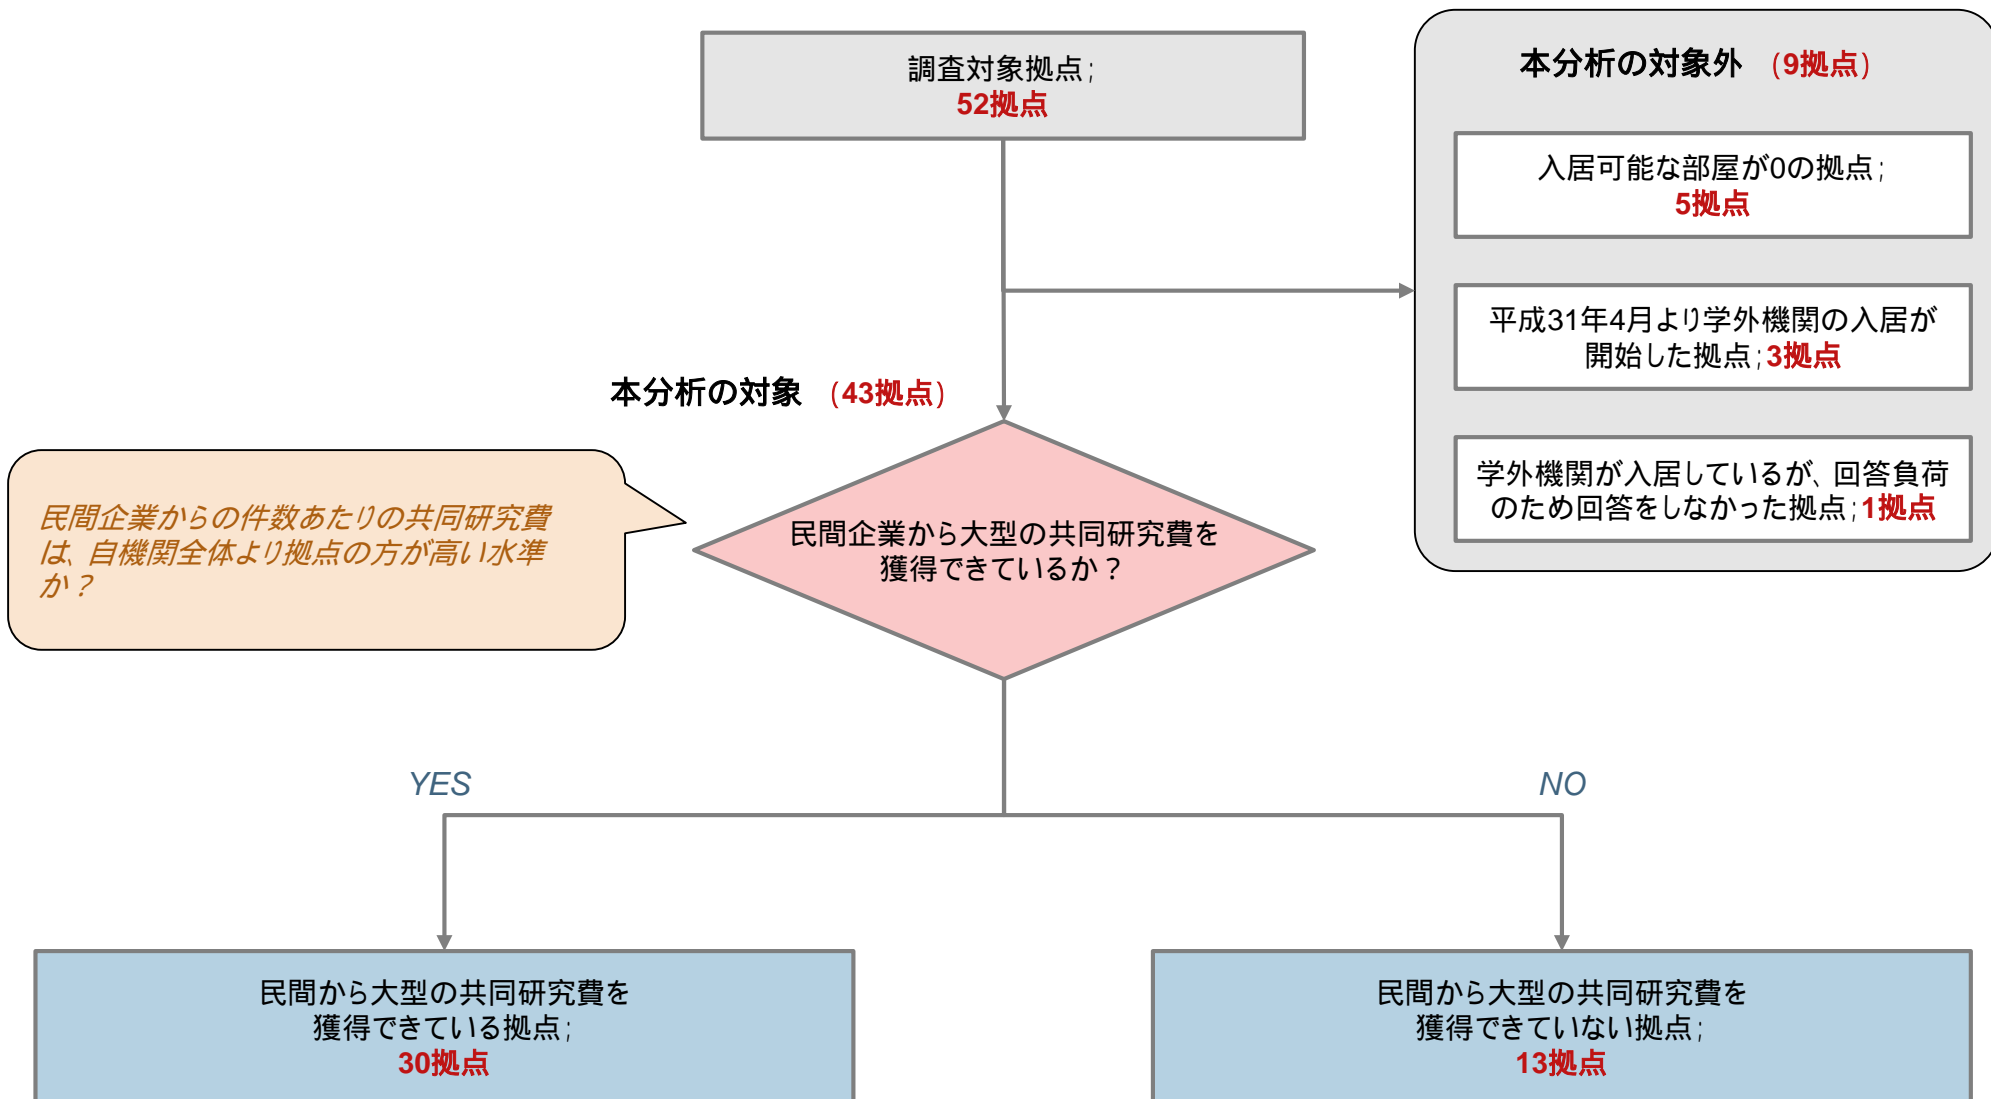 調査対象拠点;
52拠点
本分析の対象外 (9拠点)
入居可能な部屋が0の拠点;
5拠点
平成31年4月より学外機関の入居が
開始した拠点;3拠点
学外機関が入居しているが、回答負荷
のため回答をしなかった拠点;1拠点
本分析の対象 (43拠点)
民間企業からの件数あたりの共同研究費
は、自機関全体より拠点の方が高い水準
か？
民間企業から大型の共同研究費を
獲得できているか？
YES
NO
民間から大型の共同研究費を
獲得できている拠点;
30拠点
民間から大型の共同研究費を
獲得できていない拠点;
13拠点